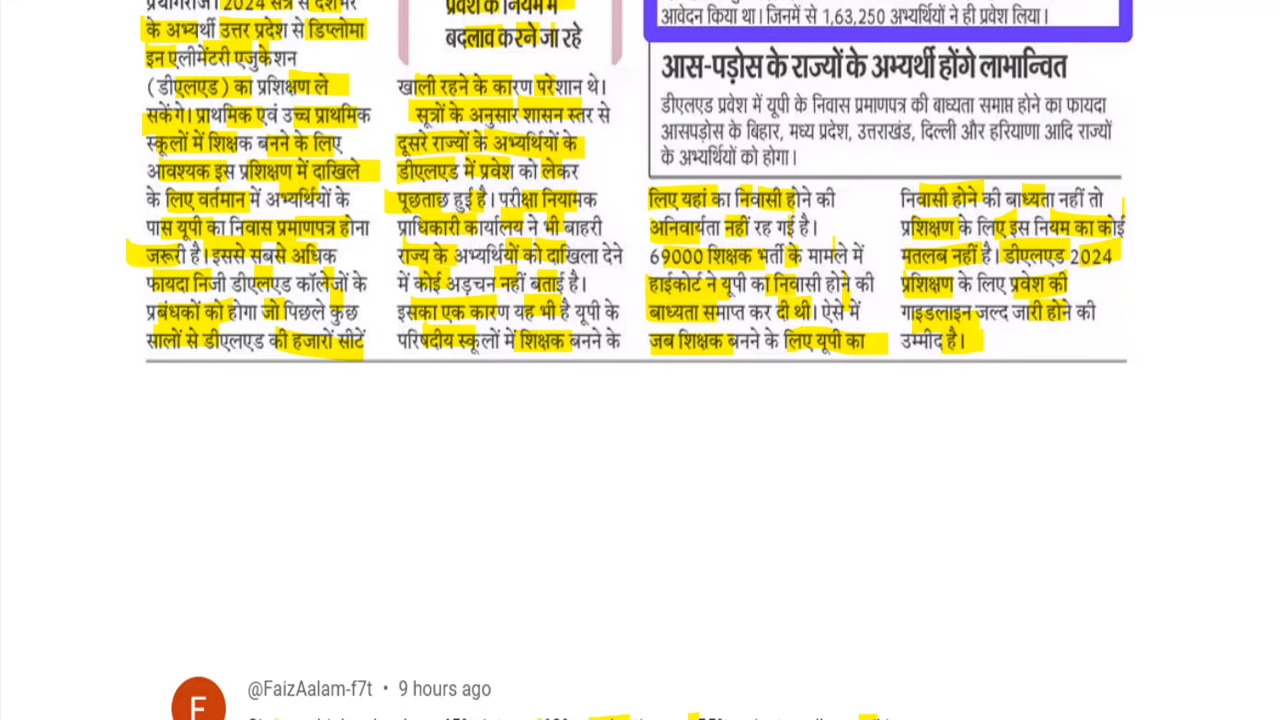 प्रयागराज। 2024 सत्र से देशभर
के अभ्यर्थी उत्तर प्रदेश से डिप्लोमा
इन एलीमेंटरी एजुकेशन
(डीएलएड) का प्रशिक्षण ले
सकेंगे। प्राथमिक एवं उच्च प्राथमिक
स्कूलों में शिक्षक बनने के लिए
आवश्यक इस प्रशिक्षण में दाखिले
के लिए वर्तमान में अभ्यर्थियों के
पास यूपी का निवास प्रमाणपत्र होना
जरूरी है। इससे सबसे अधिक
फायदा निजी डीएलएड कॉलेजों के
प्रबंधकों को होगा जो पिछले कुछ
सालों से डीएलएड की हजारों सीटें
प्रवेश के नियम में
बदलाव करने जा रहे
खाली रहने के कारण परेशान थे।
सूत्रों के अनुसार शासन स्तर से
दूसरे राज्यों के अभ्यर्थियों के
डीएलएड में प्रवेश को लेकर
पूछताछ हुई है। परीक्षा नियामक
प्राधिकारी कार्यालय ने भी बाहरी
राज्य के अभ्यर्थियों को दाखिला देने
में कोई अड़चन नहीं बताई है।
इसका एक कारण यह भी है यूपी के
परिषदीय स्कूलों में शिक्षक बनने के
आवेदन किया था। जिनमें से 1,63,250 अभ्यर्थियों ने ही प्रवेश लिया।
आस-पड़ोस के राज्यों के अभ्यर्थी होंगे लाभान्वित
डीएलएड प्रवेश में यूपी के निवास प्रमाणपत्र की बाध्यता समाप्त होने का फायदा
आसपड़ोस के बिहार, मध्य प्रदेश, उत्तराखंड, दिल्ली और हरियाणा आदि राज्यों
के अभ्यर्थियों को होगा।
लिए यहां का निवासी होने की
अनिवार्यता नहीं रह गई है।
69000 शिक्षक भर्ती के मामले में
हाईकोर्ट ने यूपी का निवासी होने की
बाध्यता समाप्त कर दी थी। ऐसे में
जब शिक्षक बनने के लिए यूपी का
निवासी होने की बाध्यता नहीं तो
प्रशिक्षण के लिए इस नियम का कोई
मतलब नहीं है। डीएलएड 2024
प्रशिक्षण के लिए प्रवेश की
गाइडलाइन जल्द जारी होने की
उम्मीद है।
F
@FaizAalam-f7t • 9 hours ago